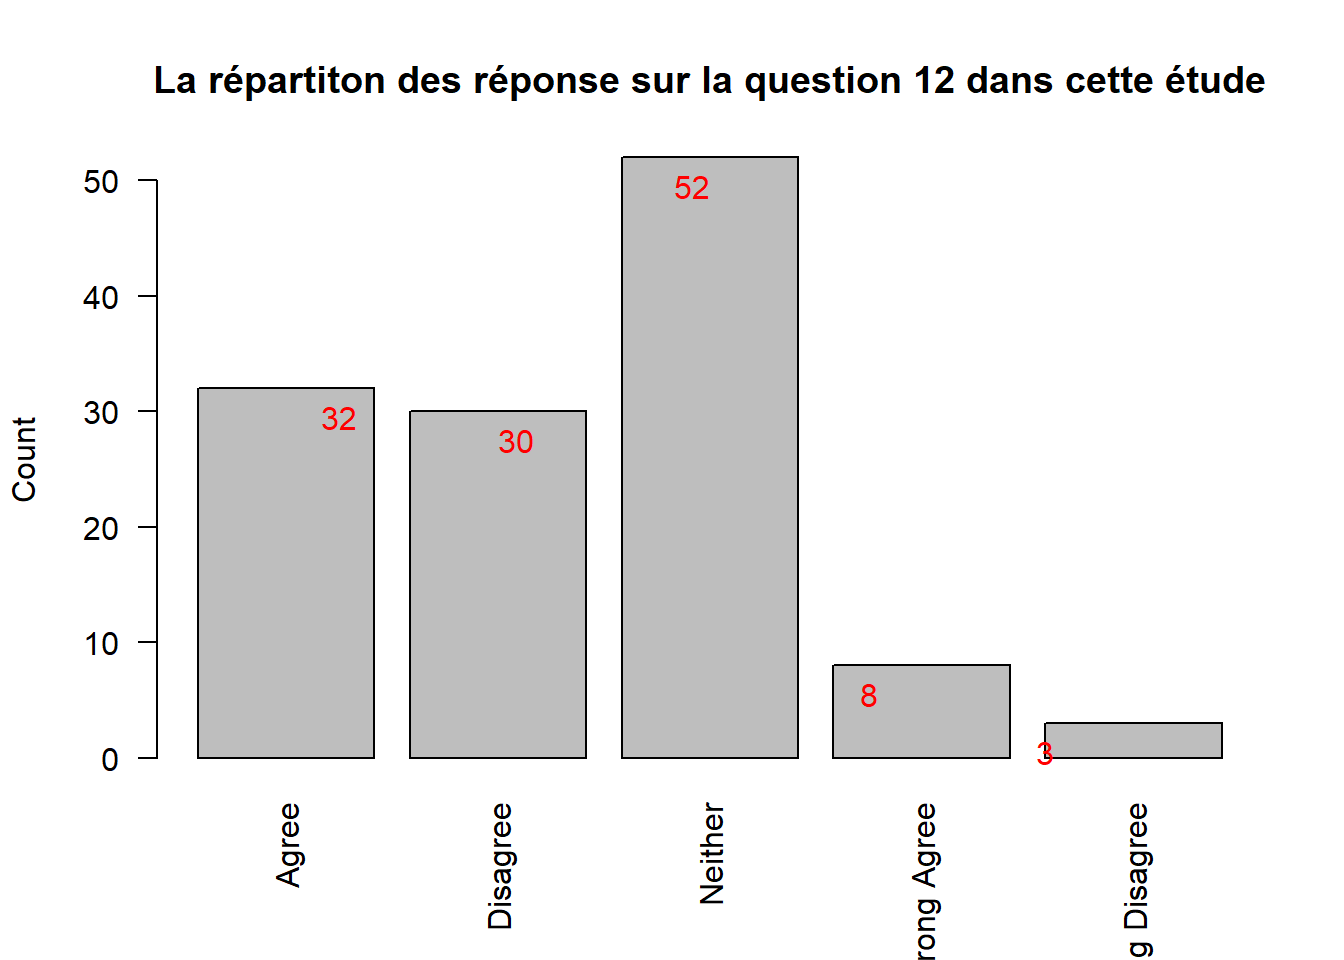 La répartiton des réponse sur la question 12 dans cette étude
Count
50
40
30
20
10
0
32
30
52
8
3
Agree
Disagree
Neither
rong Agree
g Disagree